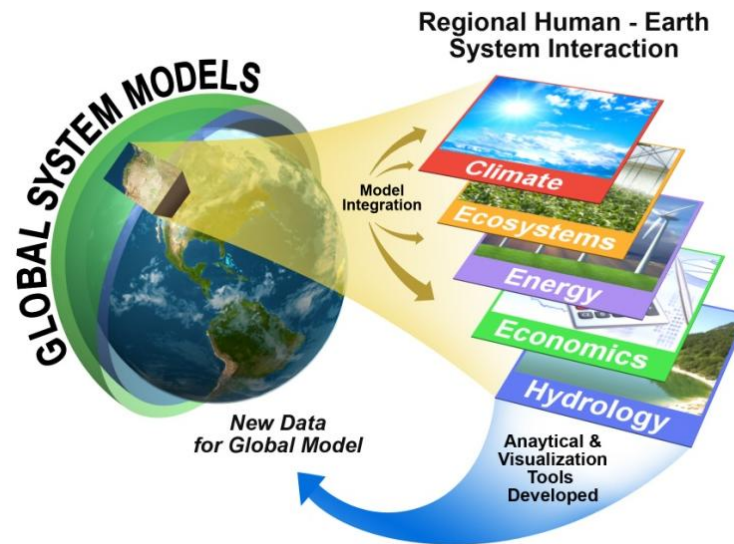 Regional Human - Earth
System Interaction
GLOBAL SYSTEM MODELS
Climate
Model
Integration
Ecosystems
Energy
Economics
Hydrology
New Data
for Global Model
Anaytical &
Visualization
Tools
Developed